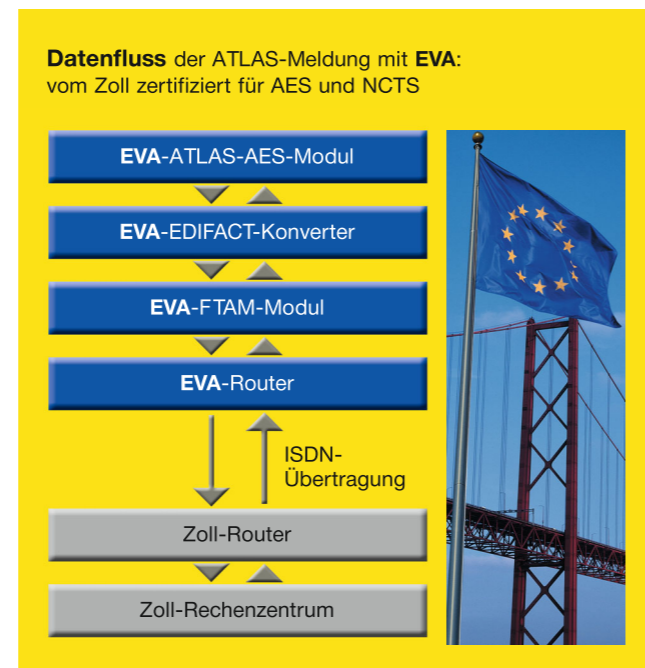 Datenfluss der ATLAS-Meldung mit EVA:
vom Zoll zertifiziert für AES und NCTS
EVA-ATLAS-AES-Modul
EVA-EDIFACT-Konverter
EVA-FTAM-Modul
EVA-Router
ISDN-
Übertragung
Zoll-Router
Zoll-Rechenzentrum